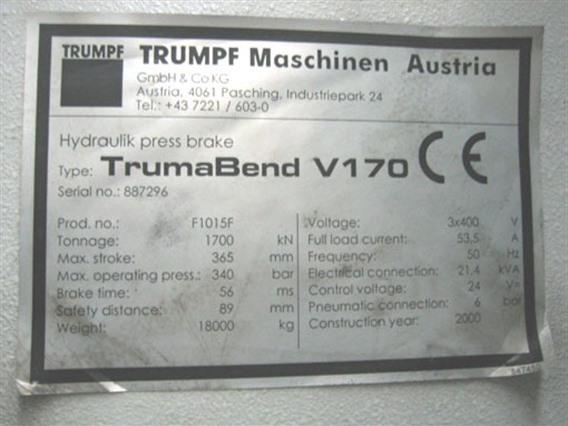 TRUMPF
TRUMPF Maschinen Austria
GmbH & Co KG
Austria, 4061 Pasching, Industriepark 24
Tel.: +43 7221 / 603-0
Hydraulik press brake
Type: TrumaBend V170 CE
Serial no.: 887296
Prod. no.: F1015F
Tonnage: 1700 kN
Max. stroke: 365 mm
Max. operating press.: 340 bar
Brake time: 56 ms
Safety distance: 89 mm
Weight: 18000 kg
Voltage: 3x400 V
Full load current: 53,5 A
Frequency: 50 Hz
Electrical connection: 21,4 kVA
Control voltage: 24 V=
Pneumatic connection: 6 bar
Construction year: 2000